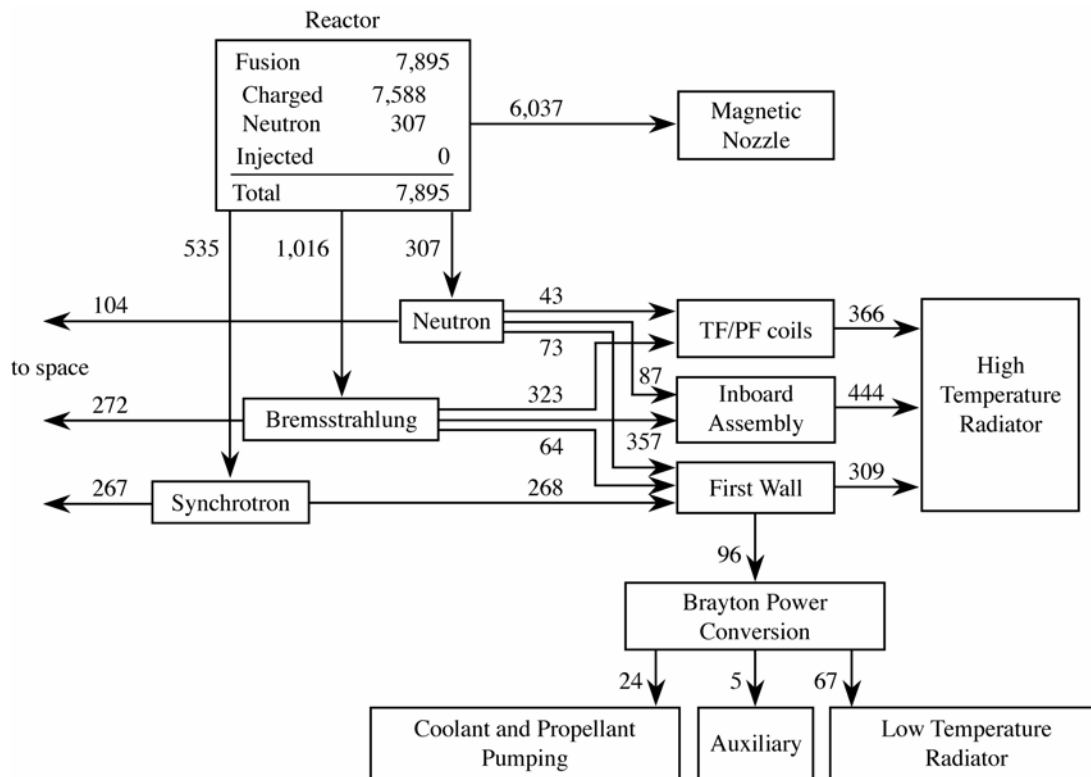 Reactor
Fusion 7,895
Charged 7,588
Neutron 307
Injected 0
Total 7,895
6,037
Magnetic
Nozzle
535
1,016
307
104
Neutron
43
TF/PF coils
366
73
to space
87
323
High
Temperature
Radiator
272
Bremsstrahlung
Inboard
Assembly
444
64
357
267
Synchrotron
268
First Wall
309
96
Brayton Power
Conversion
24
5
67
Coolant and Propellant
Pumping
Auxiliary
Low Temperature
Radiator